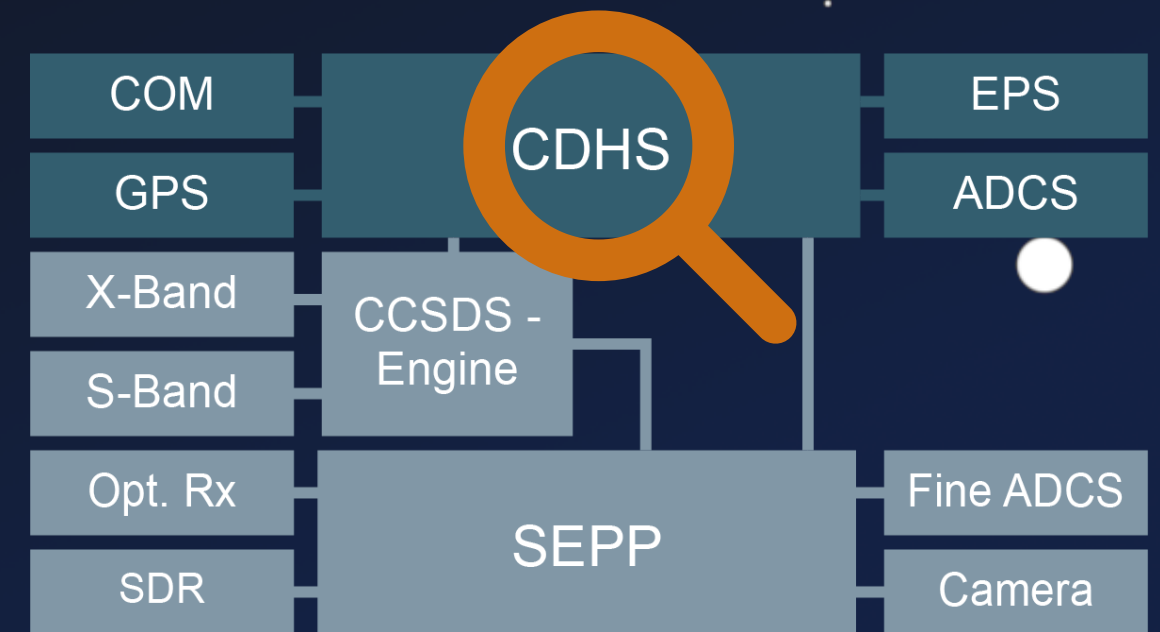 COM
CDHS
EPS
GPS
ADCS
X-Band
CCSDS -
Engine
S-Band
Opt. Rx
SEPP
Fine ADCS
SDR
Camera